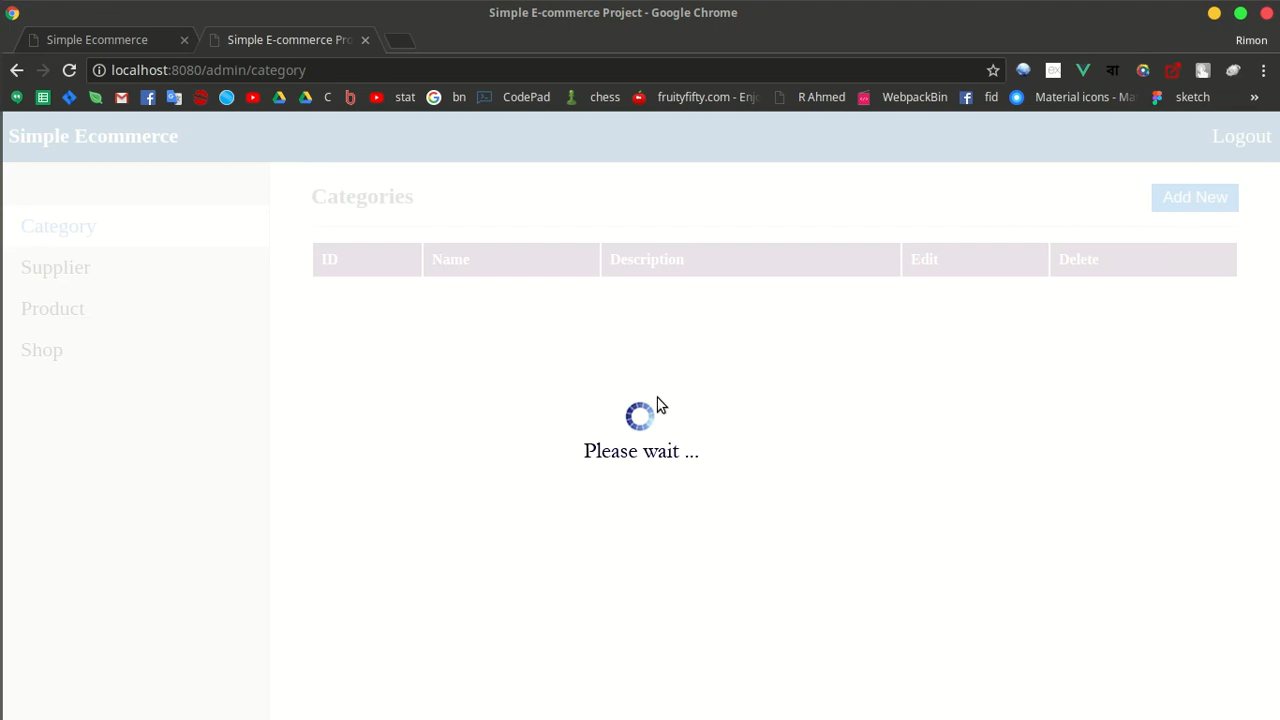 Simple E-commerce Project - Google Chrome
Simple Ecommerce
Simple E-commerce Pro
Rimon
localhost:8080/admin/category
C stat bn CodePad chess fruityfifty.com - Enjo R Ahmed WebpackBin fid Material icons - Ma sketch »
Simple Ecommerce
Logout
Category
Supplier
Product
Shop
Categories
Add New
ID Name Description Edit Delete
Please wait ...